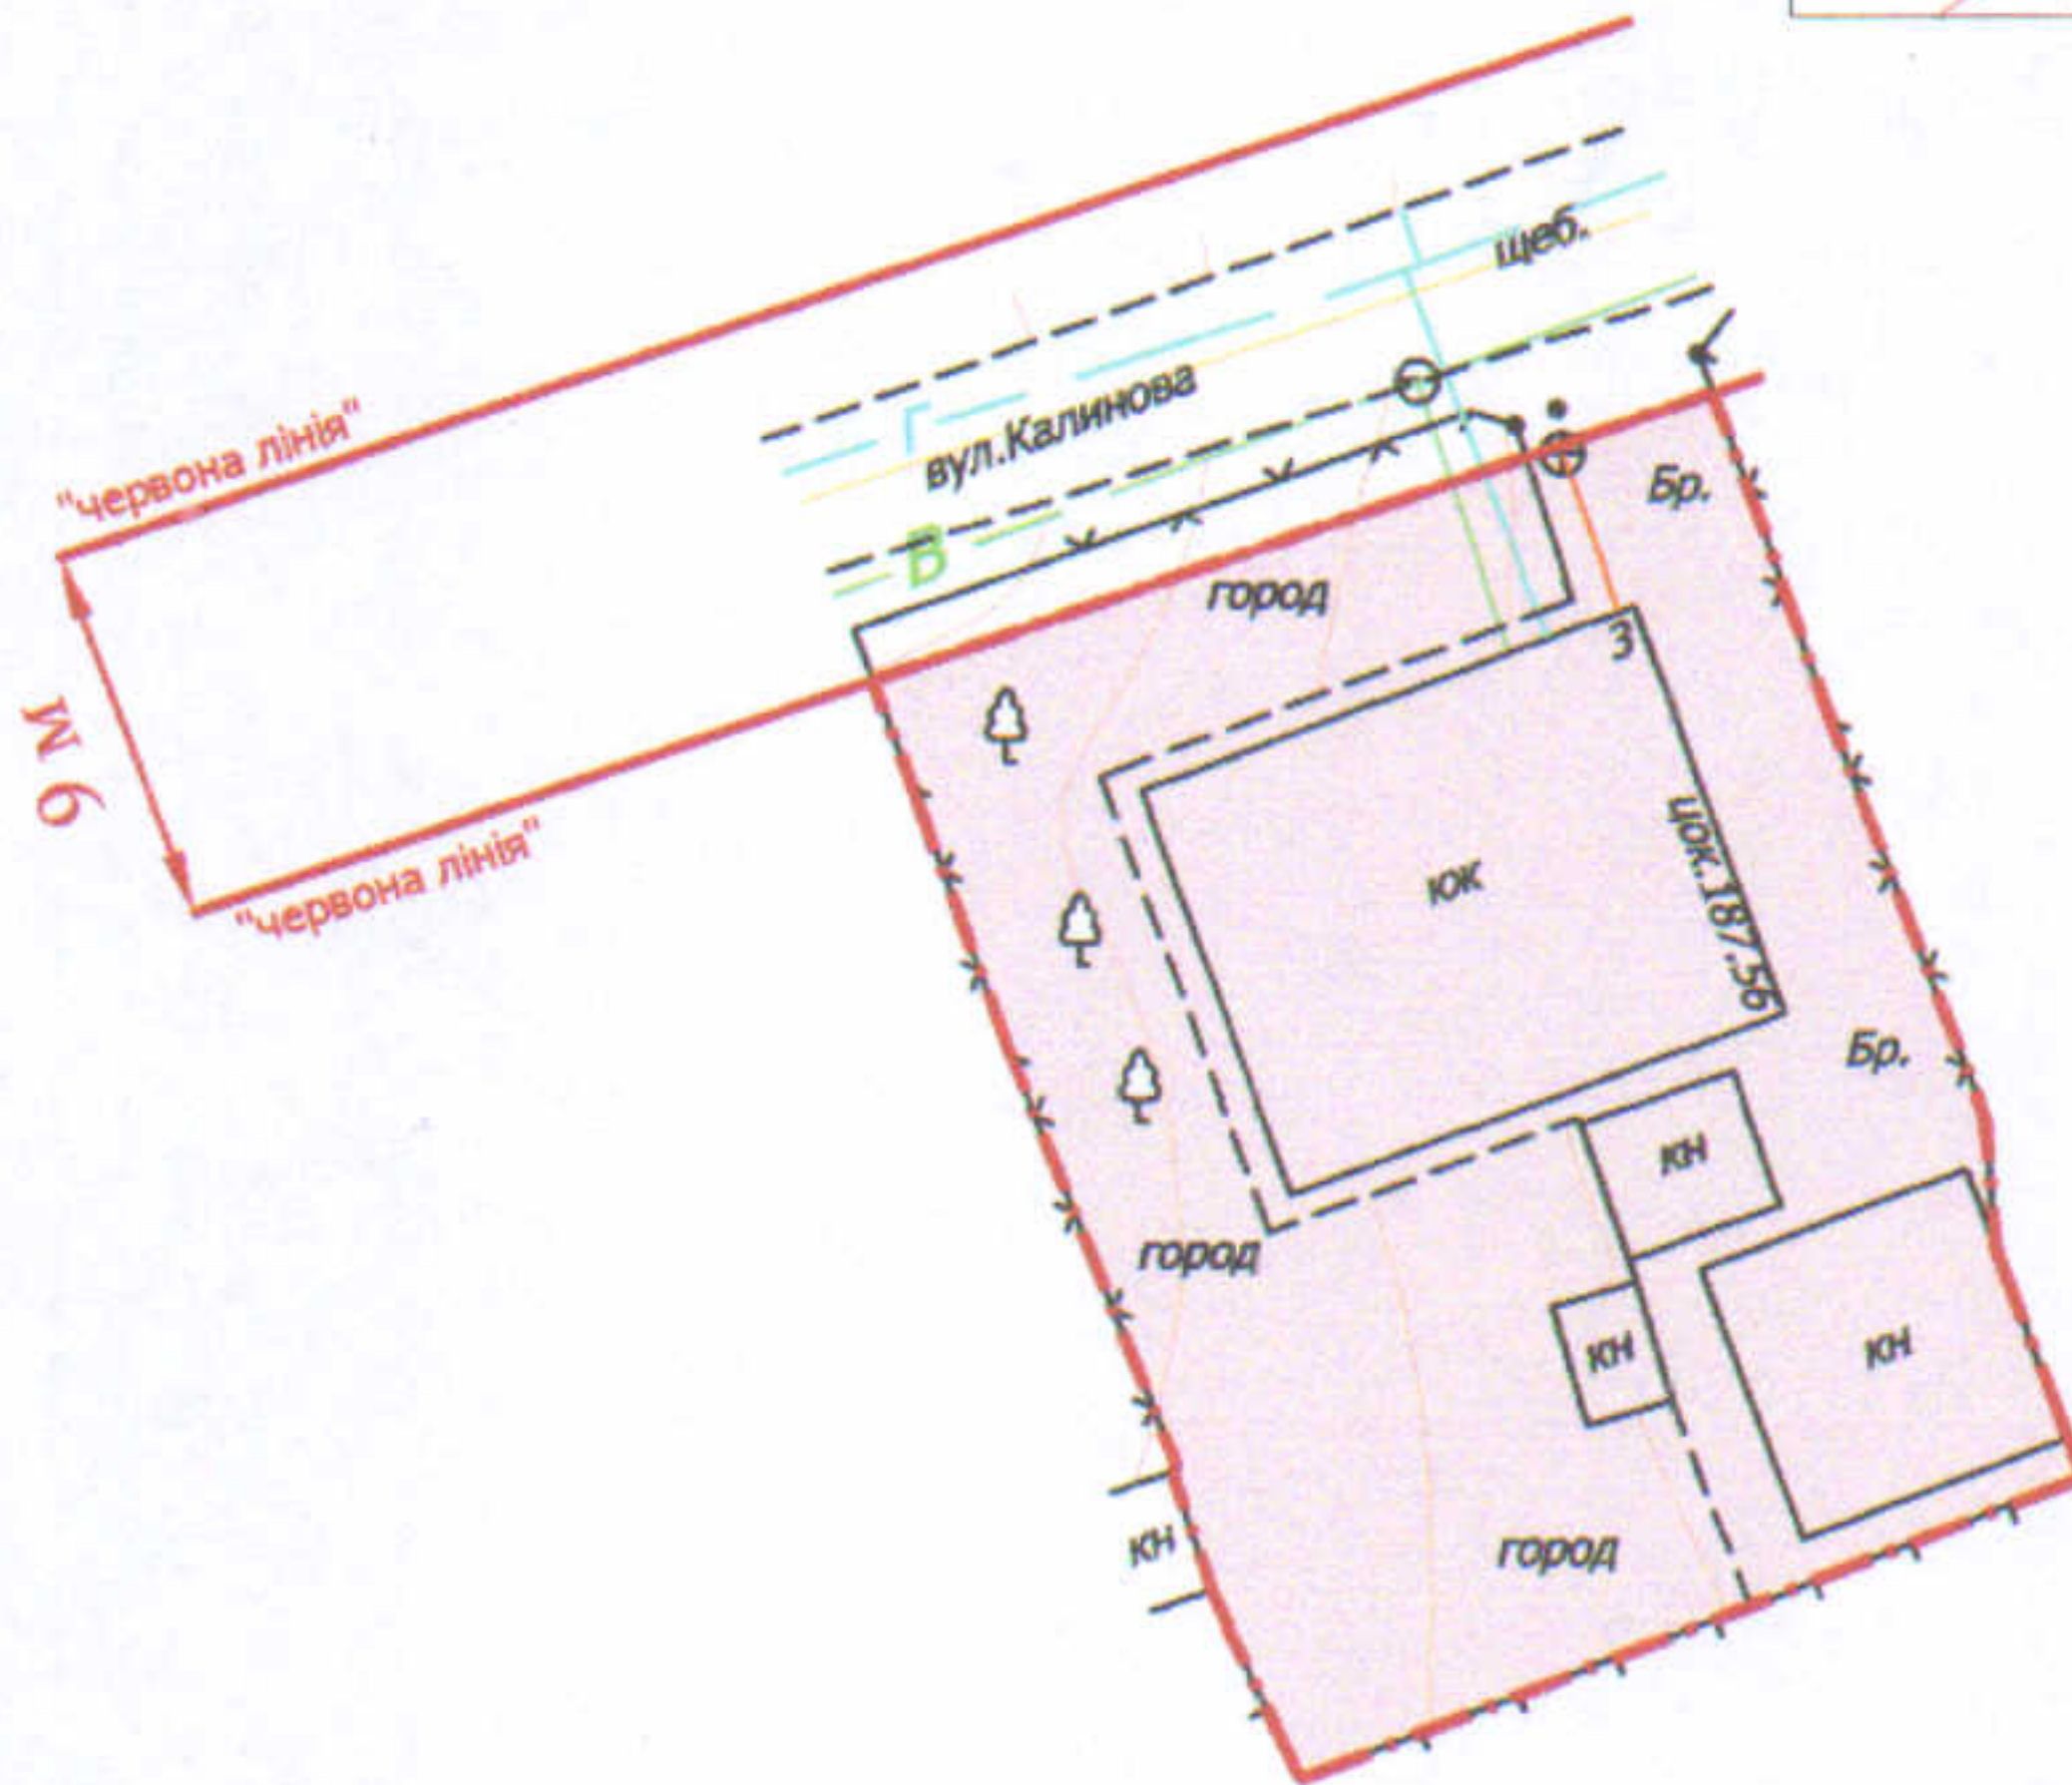 "червона лінія"
щеб.
Г
вул.Калинова
В
Бр.
9 м
"червона лінія"
город
3
цок.187.56
юк
Бр.
кн
город
кн
кн
кн
город